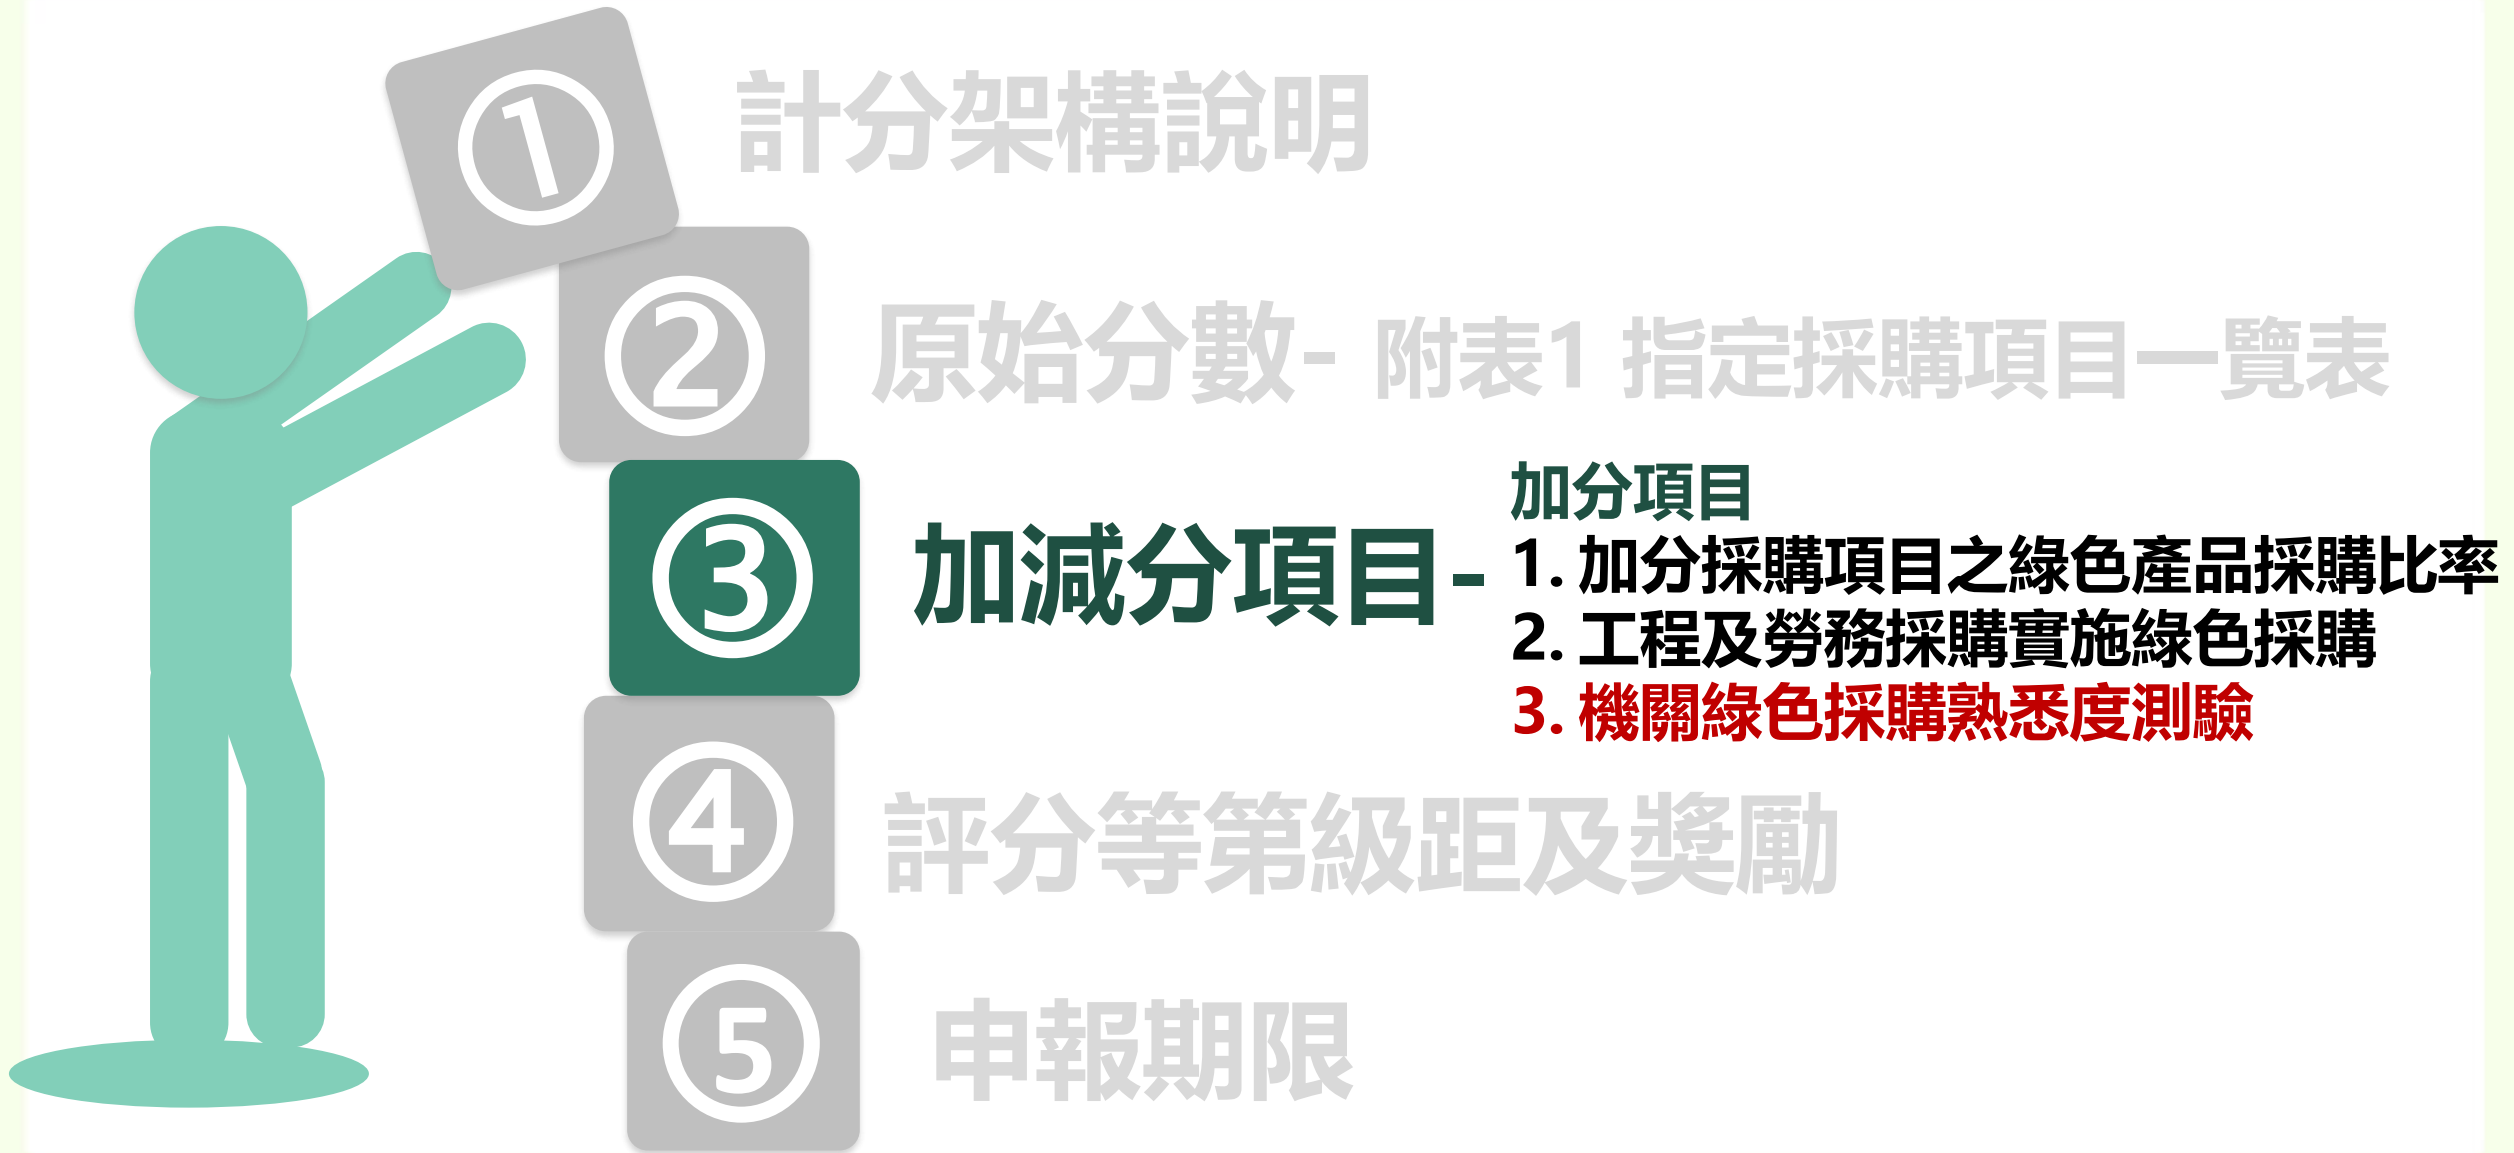 ① 計分架構說明
② 原始分數- 附表1 指定採購項目一覽表
③ 加減分項目-
加分項目
1. 加分採購項目之綠色產品採購比率
2. 工程及勞務採購實施綠色採購
3. 機關綠色採購熟悉度測驗
④ 評分等第級距及獎勵
⑤ 申報期限